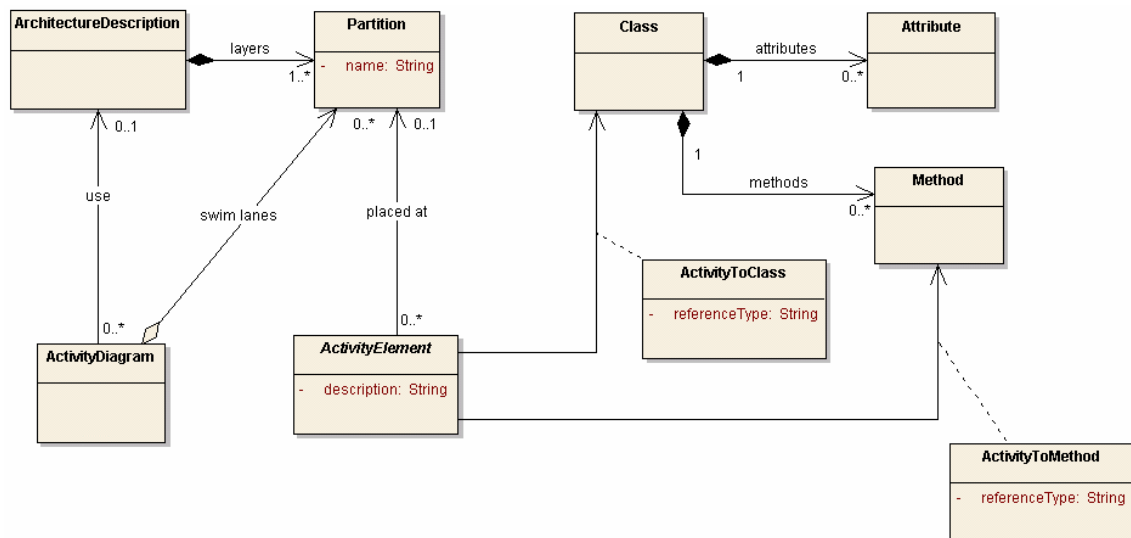 ArchitectureDescription
Partition
- name: String
Class
Attribute
layers
1..*
attributes
1
0..*
0..1
0..*
0..1
1
methods
0..*
Method
use
swim lanes
placed at
ActivityToClass
- referenceType: String
0..*
0..*
ActivityDiagram
ActivityElement
- description: String
ActivityToMethod
- referenceType: String